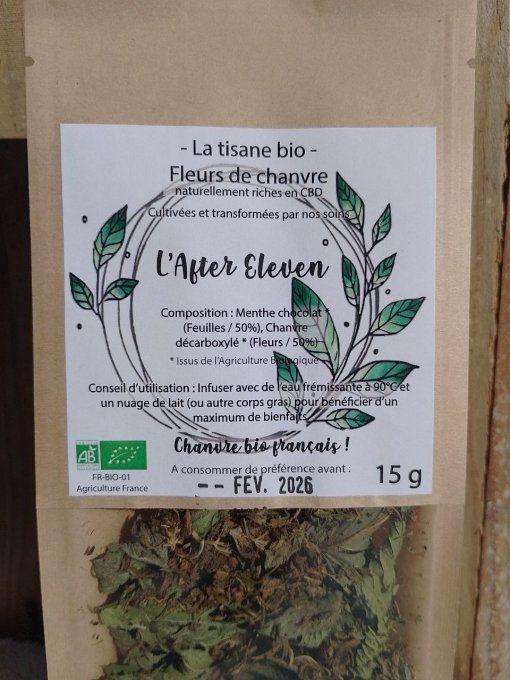 - La tisane bio -
Fleurs de chanvre
naturellement riches en CBD
Cultivées et transformées par nos soins
L'After Eleven
Composition : Menthe chocolat *
(Feuilles / 50%), Chanvre
décarboxylé * (Fleurs / 50%)
* Issus de l'Agriculture Biologique
Conseil d'utilisation : Infuser avec de l'eau frémissante à 90°C et
un nuage de lait (ou autre corps gras) pour bénéficier d'un
maximum de bienfaits
Chanvre bio français !
AB
FR-BIO-01
Agriculture France
A consommer de préférence avant :
-- FEV. 2026
15 g